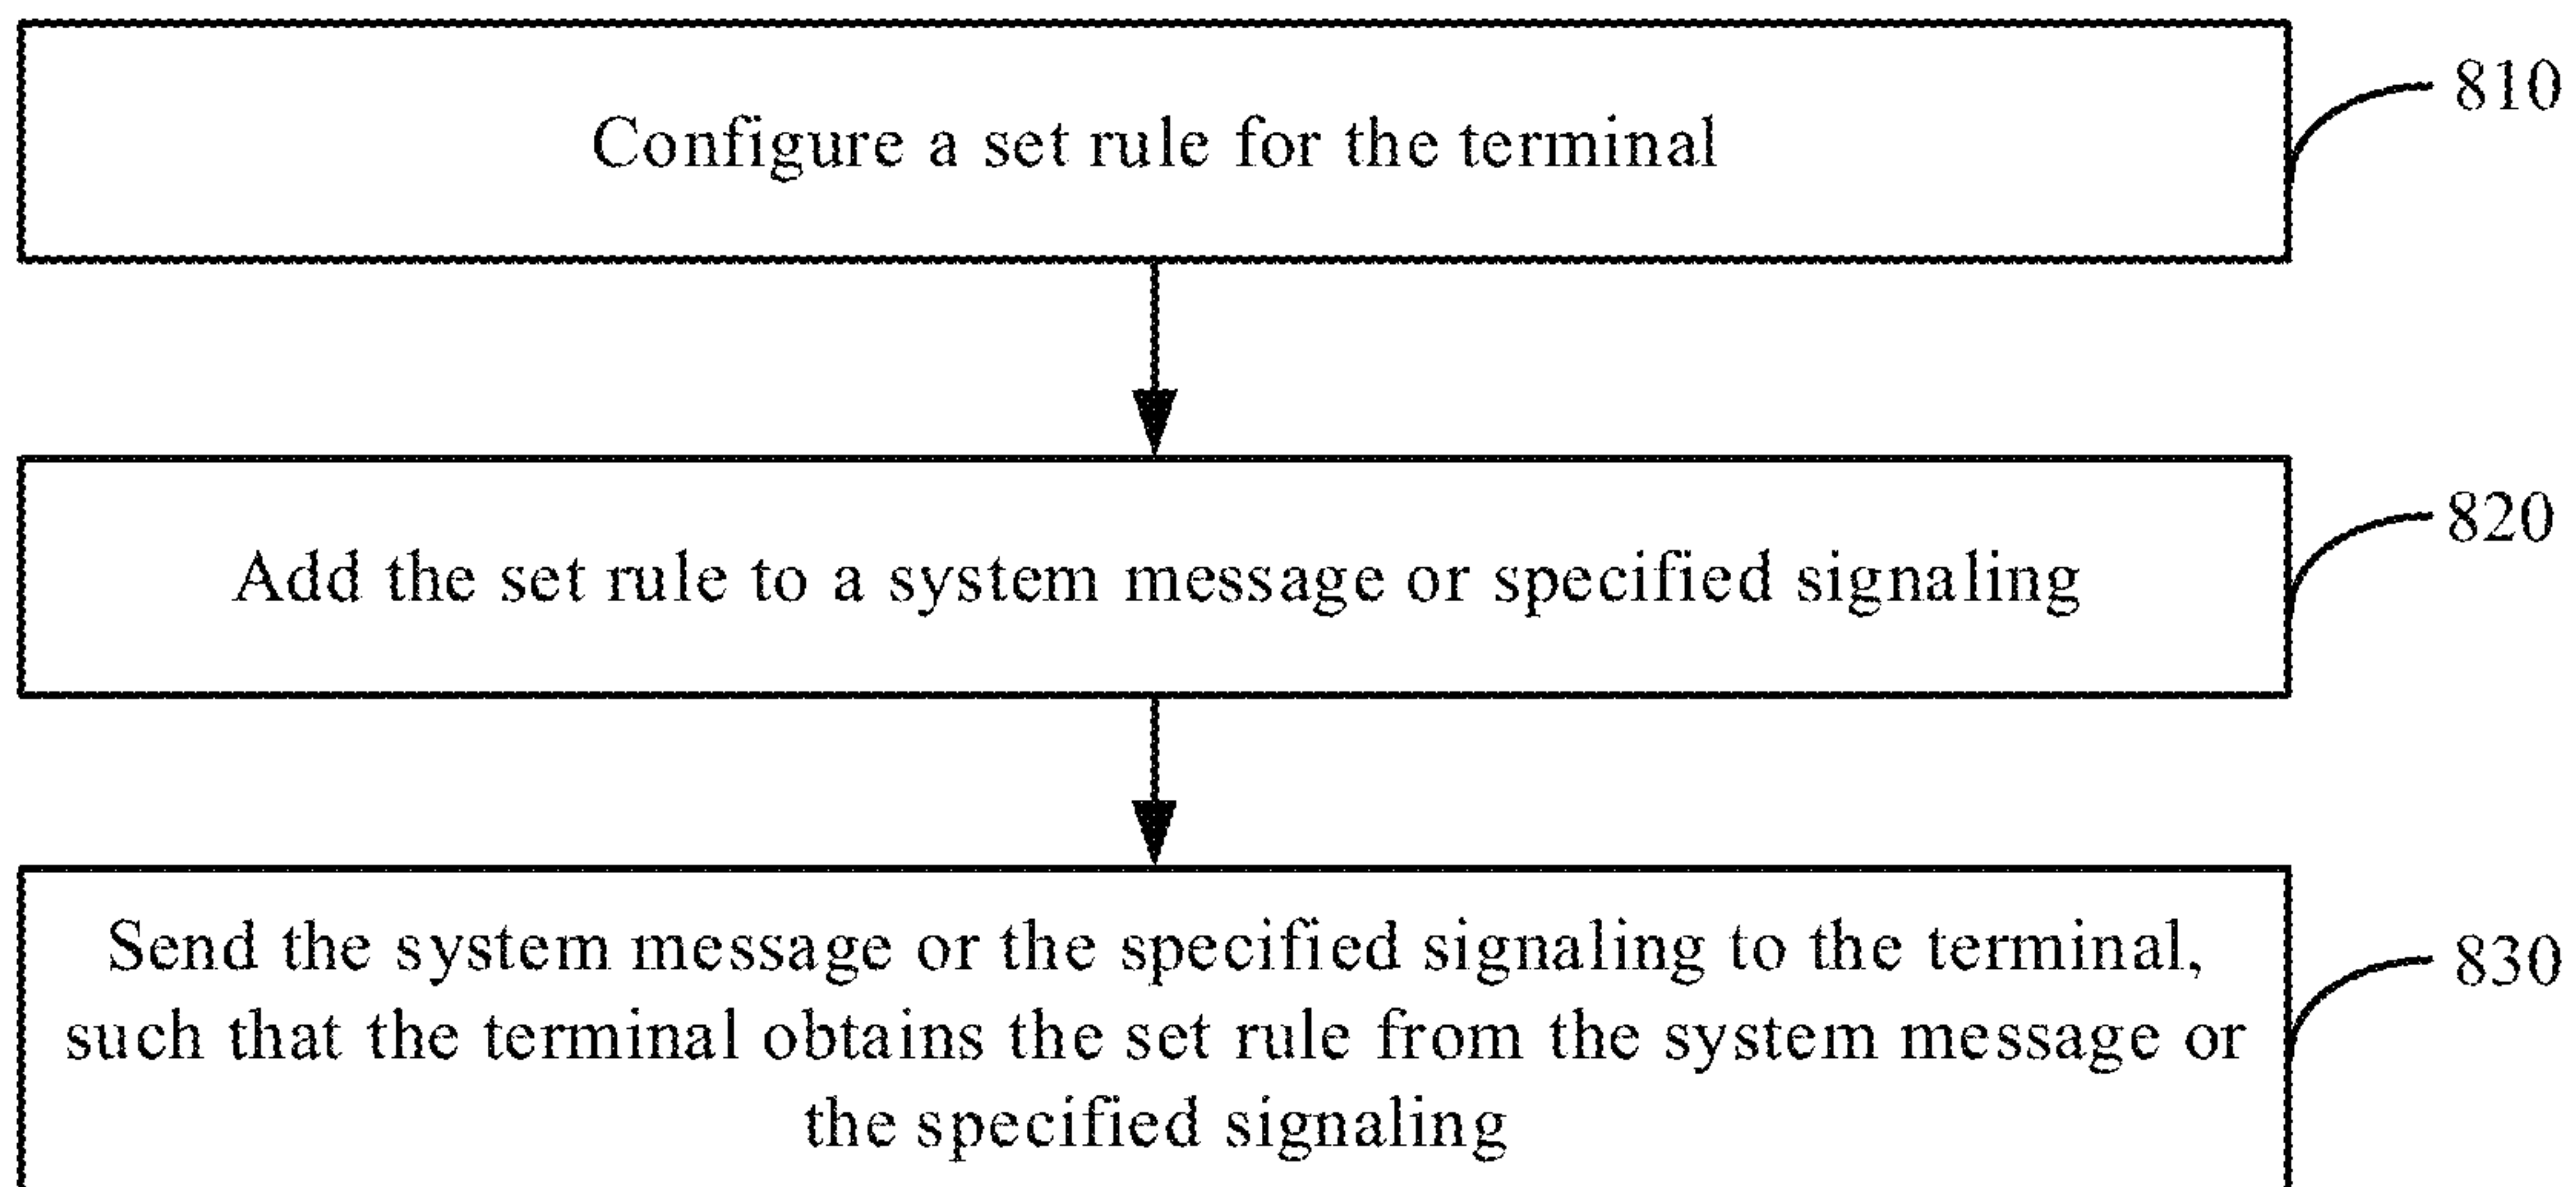 Configure a set rule for the terminal
810
Add the set rule to a system message or specified signaling
820
Send the system message or the specified signaling to the terminal,
such that the terminal obtains the set rule from the system message or
the specified signaling
830